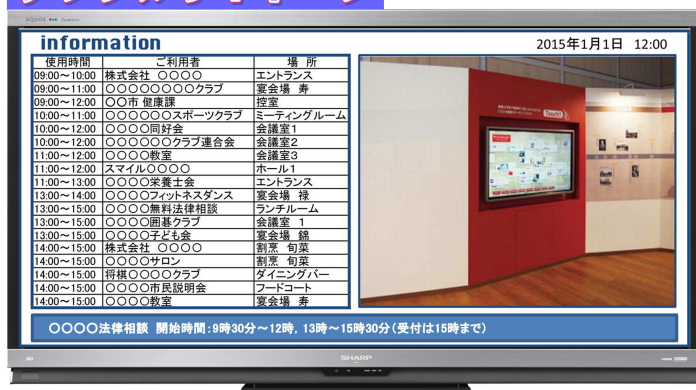 AQUOS
information
2015年1月1日 12:00
使用時間 ご利用者 場 所
09:00～10:00 株式会社 ○○○○ エントランス
09:00～11:00 ○○○○○○○○クラブ 宴会場 寿
09:00～12:00 ○○市 健康課 控室
10:00～11:00 ○○○○○○スポーツクラブ ミーティングルーム
10:00～12:00 ○○○○同好会 会議室1
10:00～12:00 ○○○○○○クラブ連合会 会議室2
11:00～12:00 ○○○○教室 会議室3
11:00～12:00 スマイル○○○○ ホール1
11:00～13:00 ○○○○栄養士会 エントランス
13:00～14:00 ○○○○フィットネスダンス 宴会場 禄
13:00～15:00 ○○○○無料法律相談 ランチルーム
13:00～15:00 ○○○○囲碁クラブ 会議室 1
13:00～15:00 ○○○○子ども会 宴会場 錦
14:00～15:00 株式会社 ○○○○ 割烹 旬菜
14:00～15:00 ○○○○サロン 割烹 旬菜
14:00～15:00 将棋○○○○クラブ ダイニングバー
14:00～15:00 ○○○○市民説明会 フードコート
14:00～15:00 ○○○○教室 宴会場 寿
Touch!
○○○○法律相談 開始時間：9時30分～12時，13時～15時30分（受付は15時まで）
SHARP